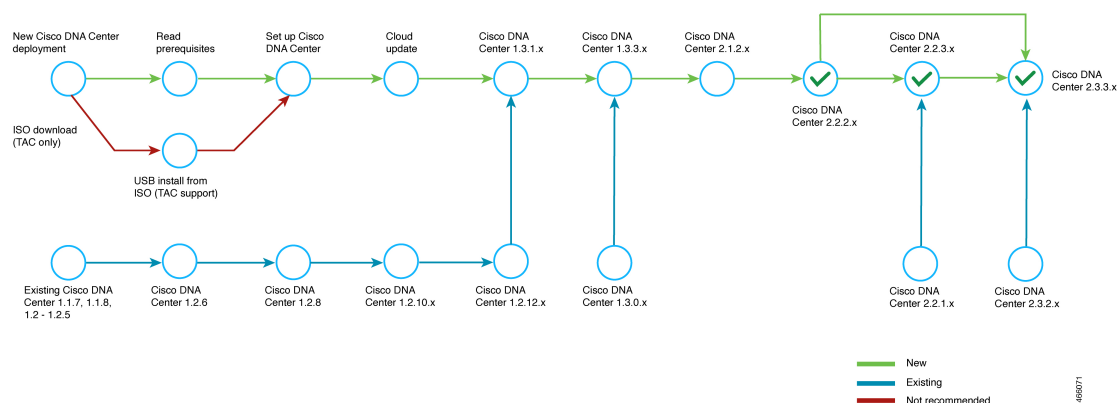 New Cisco DNA Center
deployment
Read
prerequisites
Set up Cisco
DNA Center
Cloud
update
Cisco DNA
Center 1.3.1.x
Cisco DNA
Center 1.3.3.x
Cisco DNA
Center 2.1.2.x
Cisco DNA
Center 2.2.3.x
Cisco DNA
Center 2.3.3.x
Cisco DNA
Center 2.2.2.x
ISO download
(TAC only)
USB install from
ISO (TAC support)
Existing Cisco DNA
Center 1.1.7, 1.1.8,
1.2 - 1.2.5
Cisco DNA
Center 1.2.6
Cisco DNA
Center 1.2.8
Cisco DNA
Center 1.2.10.x
Cisco DNA
Center 1.2.12.x
Cisco DNA
Center 1.3.0.x
Cisco DNA
Center 2.2.1.x
Cisco DNA
Center 2.3.2.x
New
Existing
Not recommended
466071